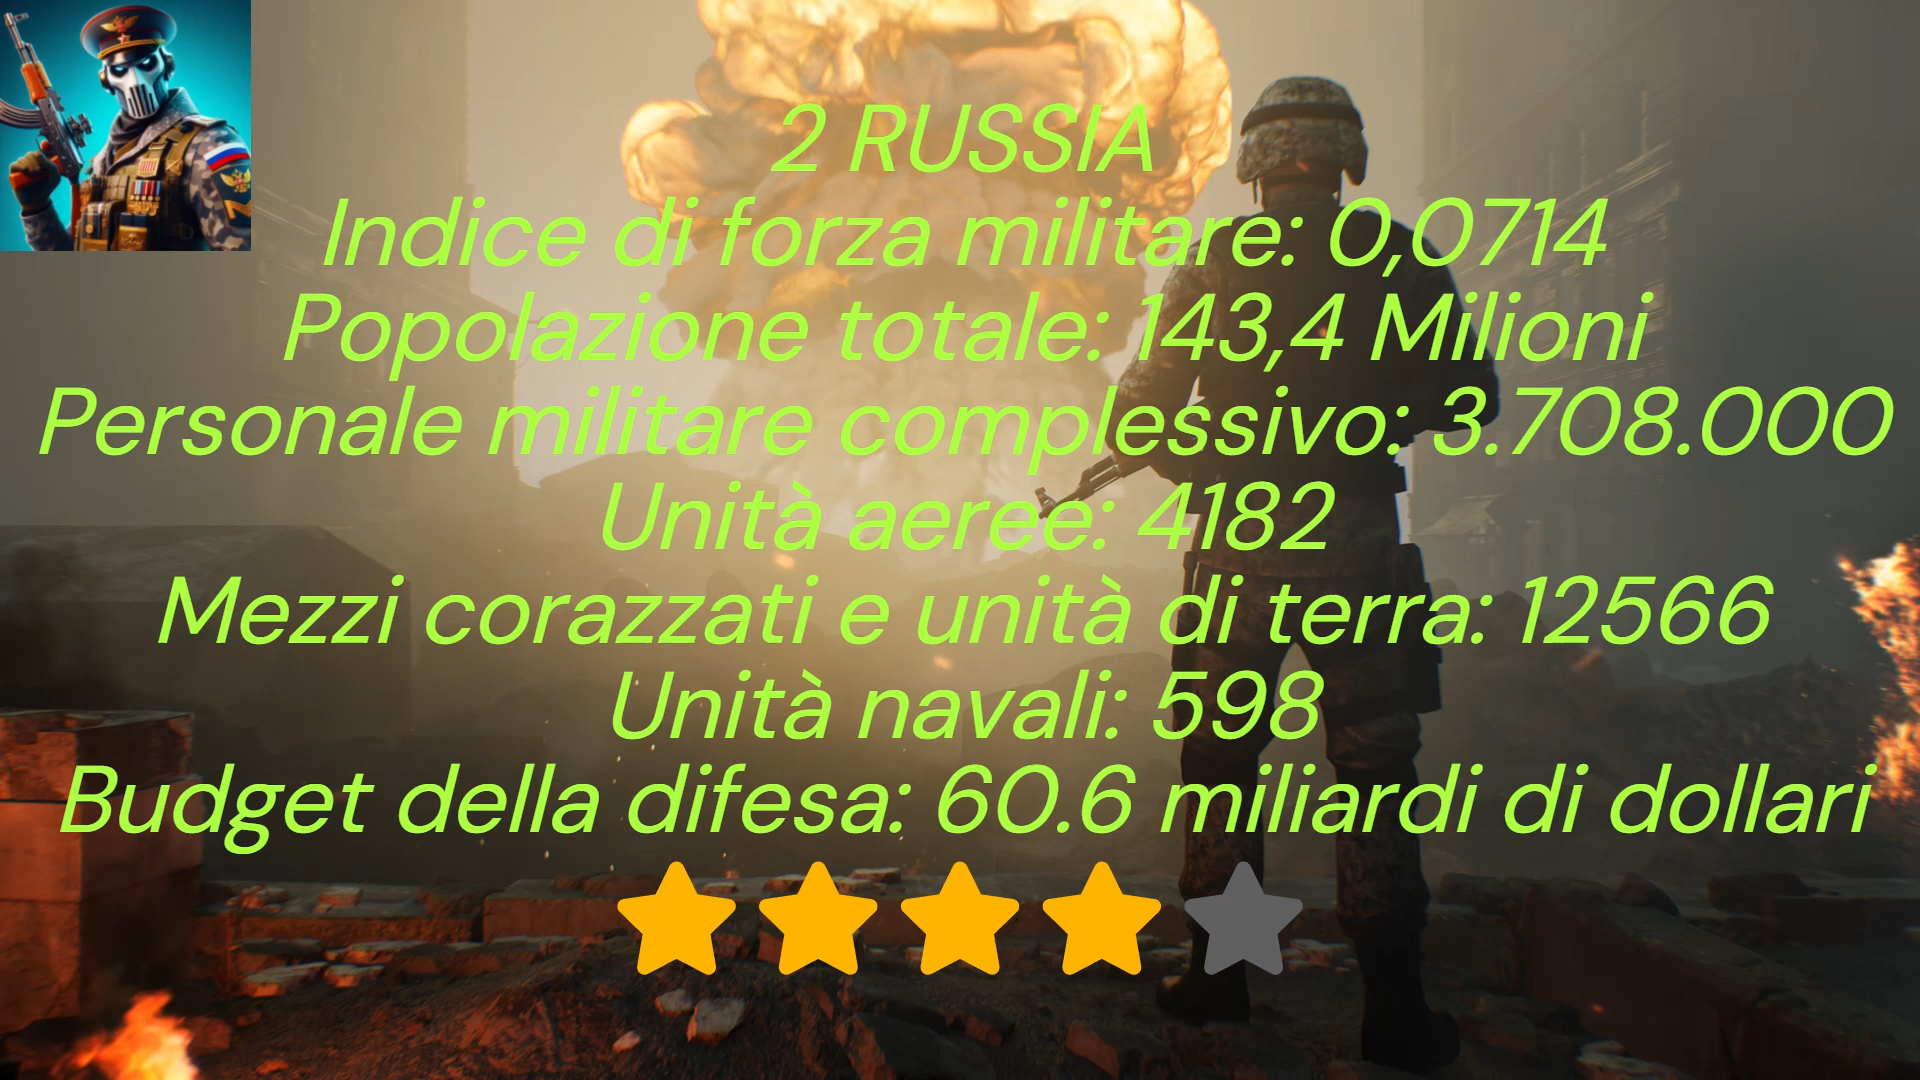 2 RUSSIA
Indice di forza militare: 0,0714
Popolazione totale: 143,4 Milioni
Personale militare complessivo: 3.708.000
Unità aeree: 4182
Mezzi corazzati e unità di terra: 12566
Unità navali: 598
Budget della difesa: 60.6 miliardi di dollari